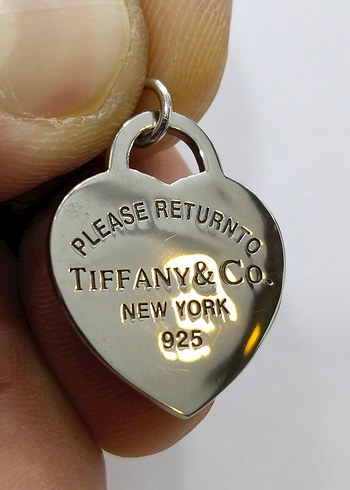 PLEASE RETURNTO
TIFFANY & Co.
NEW YORK
925